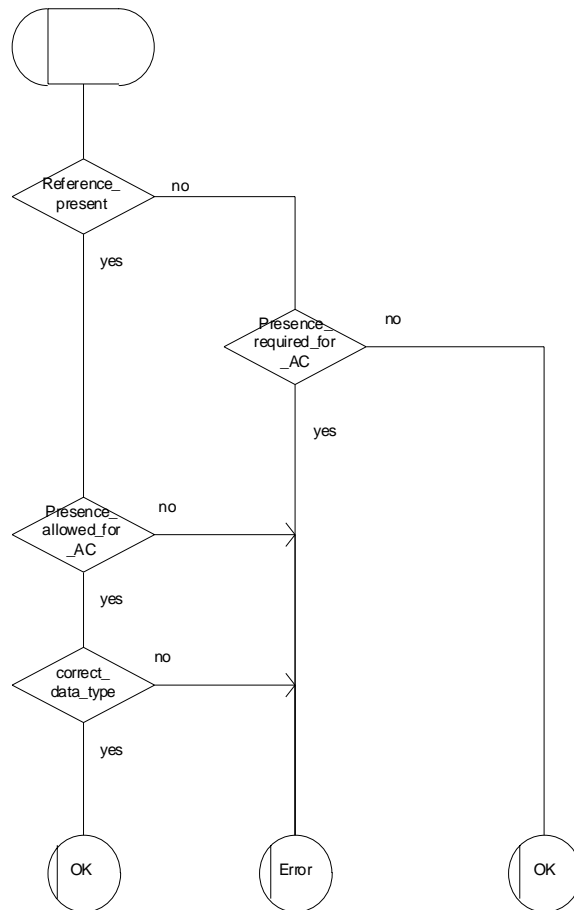 Reference_
present
no
yes
Presence_
required_for
_AC
no
yes
Presence_
allowed_for
_AC
no
yes
correct_
data_type
no
yes
OK
Error
OK